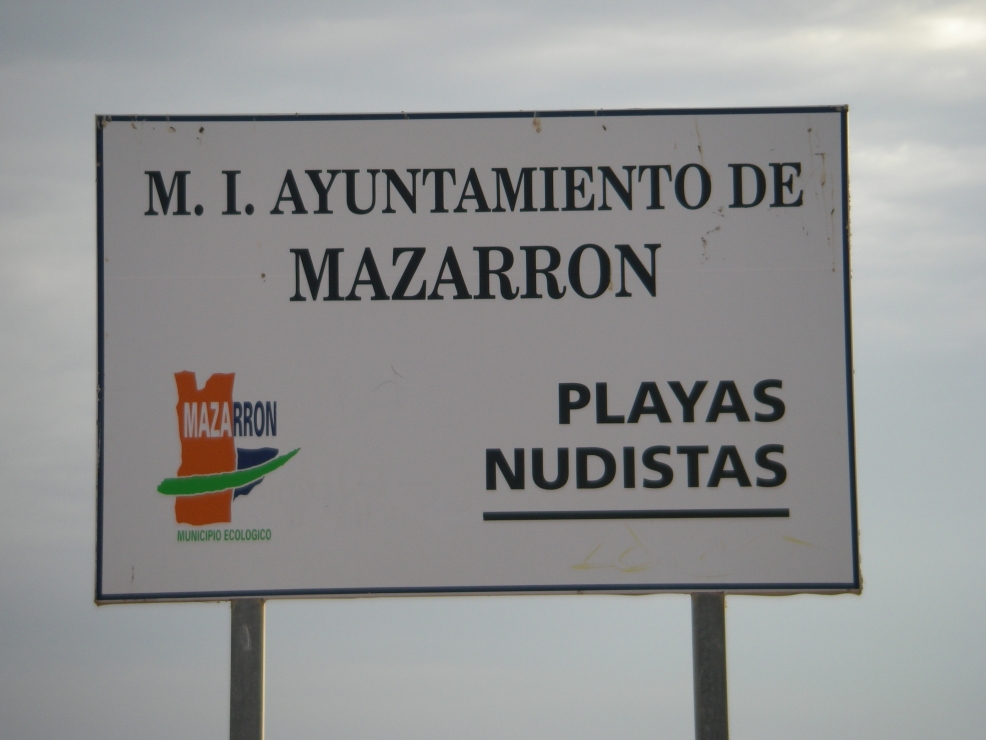 M. I. AYUNTAMIENTO DE
MAZARRON
MAZARRON
MUNICIPIO ECOLOGICO
PLAYAS
NUDISTAS